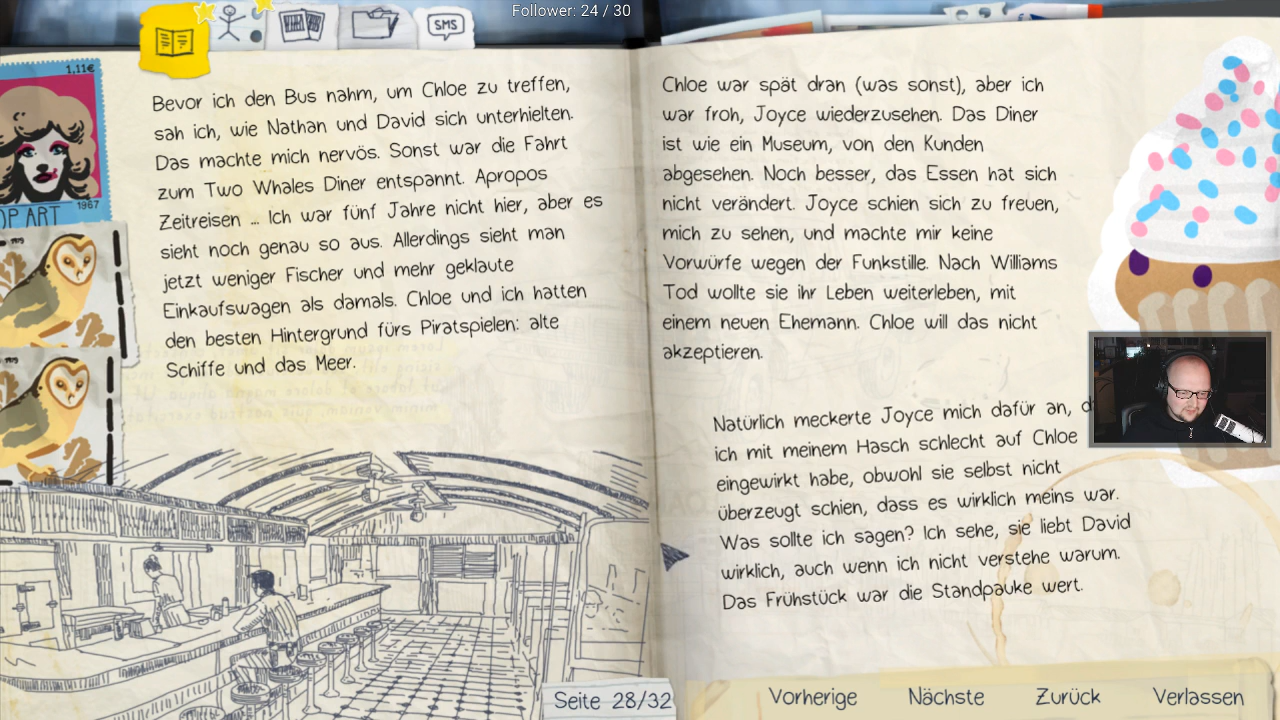 Follower: 24 / 30
SMS
1,11€
OP ART
1967
Bevor ich den Bus nahm, um Chloe zu treffen,
sah ich, wie Nathan und David sich unterhielten.
Das machte mich nervös. Sonst war die Fahrt
zum Two Whales Diner entspannt. Apropos
Zeitreisen ... Ich war fünf Jahre nicht hier, aber es
sieht noch genau so aus. Allerdings sieht man
jetzt weniger Fischer und mehr geklaute
Einkaufswagen als damals. Chloe und ich hatten
den besten Hintergrund fürs Piratspielen: alte
Schiffe und das Meer.
Chloe war spät dran (was sonst), aber ich
war froh, Joyce wiederzusehen. Das Diner
ist wie ein Museum, von den Kunden
abgesehen. Noch besser, das Essen hat sich
nicht verändert. Joyce schien sich zu freuen,
mich zu sehen, und machte mir keine
Vorwürfe wegen der Funkstille. Nach Williams
Tod wollte sie ihr Leben weiterleben, mit
einem neuen Ehemann. Chloe will das nicht
akzeptieren.
Natürlich meckerte Joyce mich dafür an,
ich mit meinem Hasch schlecht auf Chloe
eingewirkt habe, obwohl sie selbst nicht
überzeugt schien, dass es wirklich meins war.
Was sollte ich sagen? Ich sehe, sie liebt David
wirklich, auch wenn ich nicht verstehe warum.
Das Frühstück war die Standpauke wert.
Seite 28/32
Vorherige Nächste Zurück Verlassen